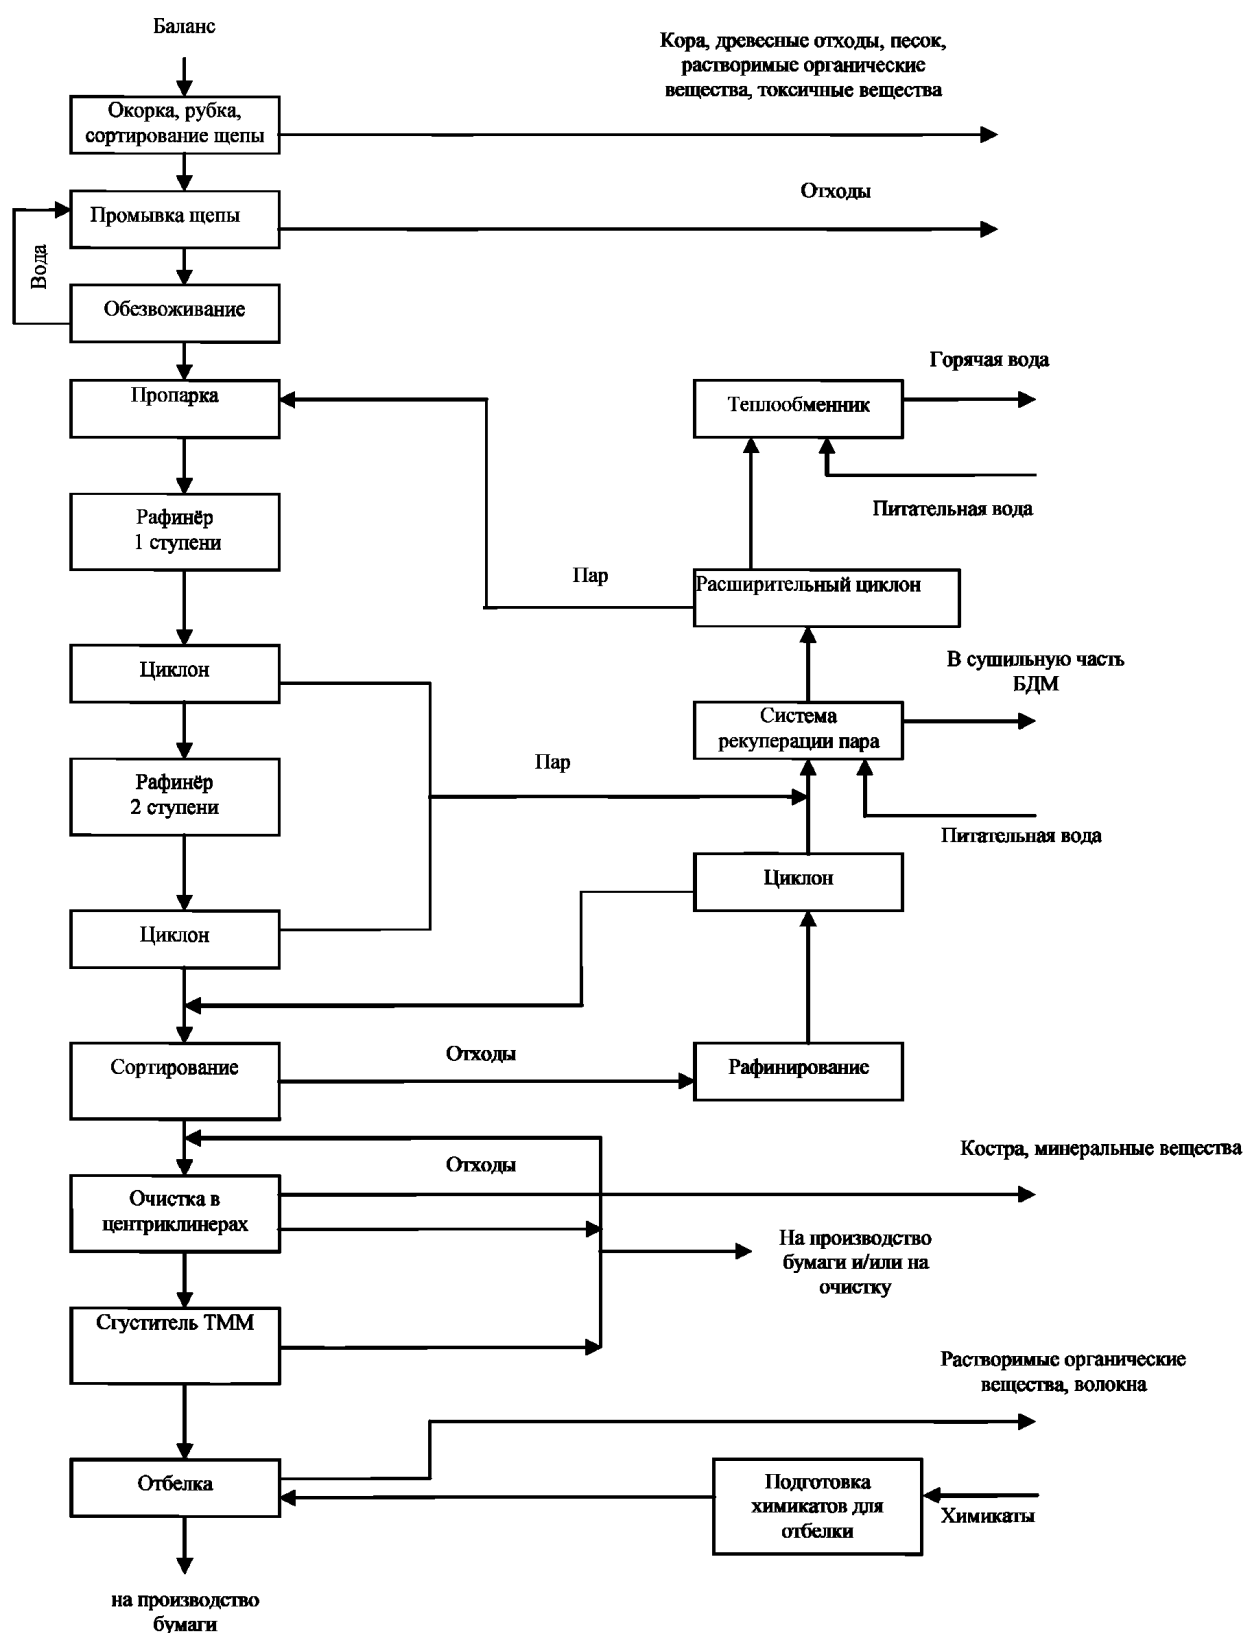 Баланс
Кора, древесные отходы, песок,
растворимые органические
вещества, токсичные вещества
Окорка, рубка,
сортирование щепы
Отходы
Промывка щепы
Вода
Обезвоживание
Горячая вода
Пропарка
Теплообменник
Питательная вода
Рафинёр
1 ступени
Пар
Расширительный циклон
В сушильную часть
БДМ
Циклон
Система
рекуперации пара
Пар
Рафинёр
2 ступени
Питательная вода
Циклон
Циклон
Отходы
Сортирование
Рафинирование
Костра, минеральные вещества
Отходы
Очистка в
центриклинерах
На производство
бумаги и/или на
очистку
Сгуститель ТММ
Растворимые органические
вещества, волокна
Отбелка
Подготовка
химикатов для
отбелки
Химикаты
на производство
бумаги